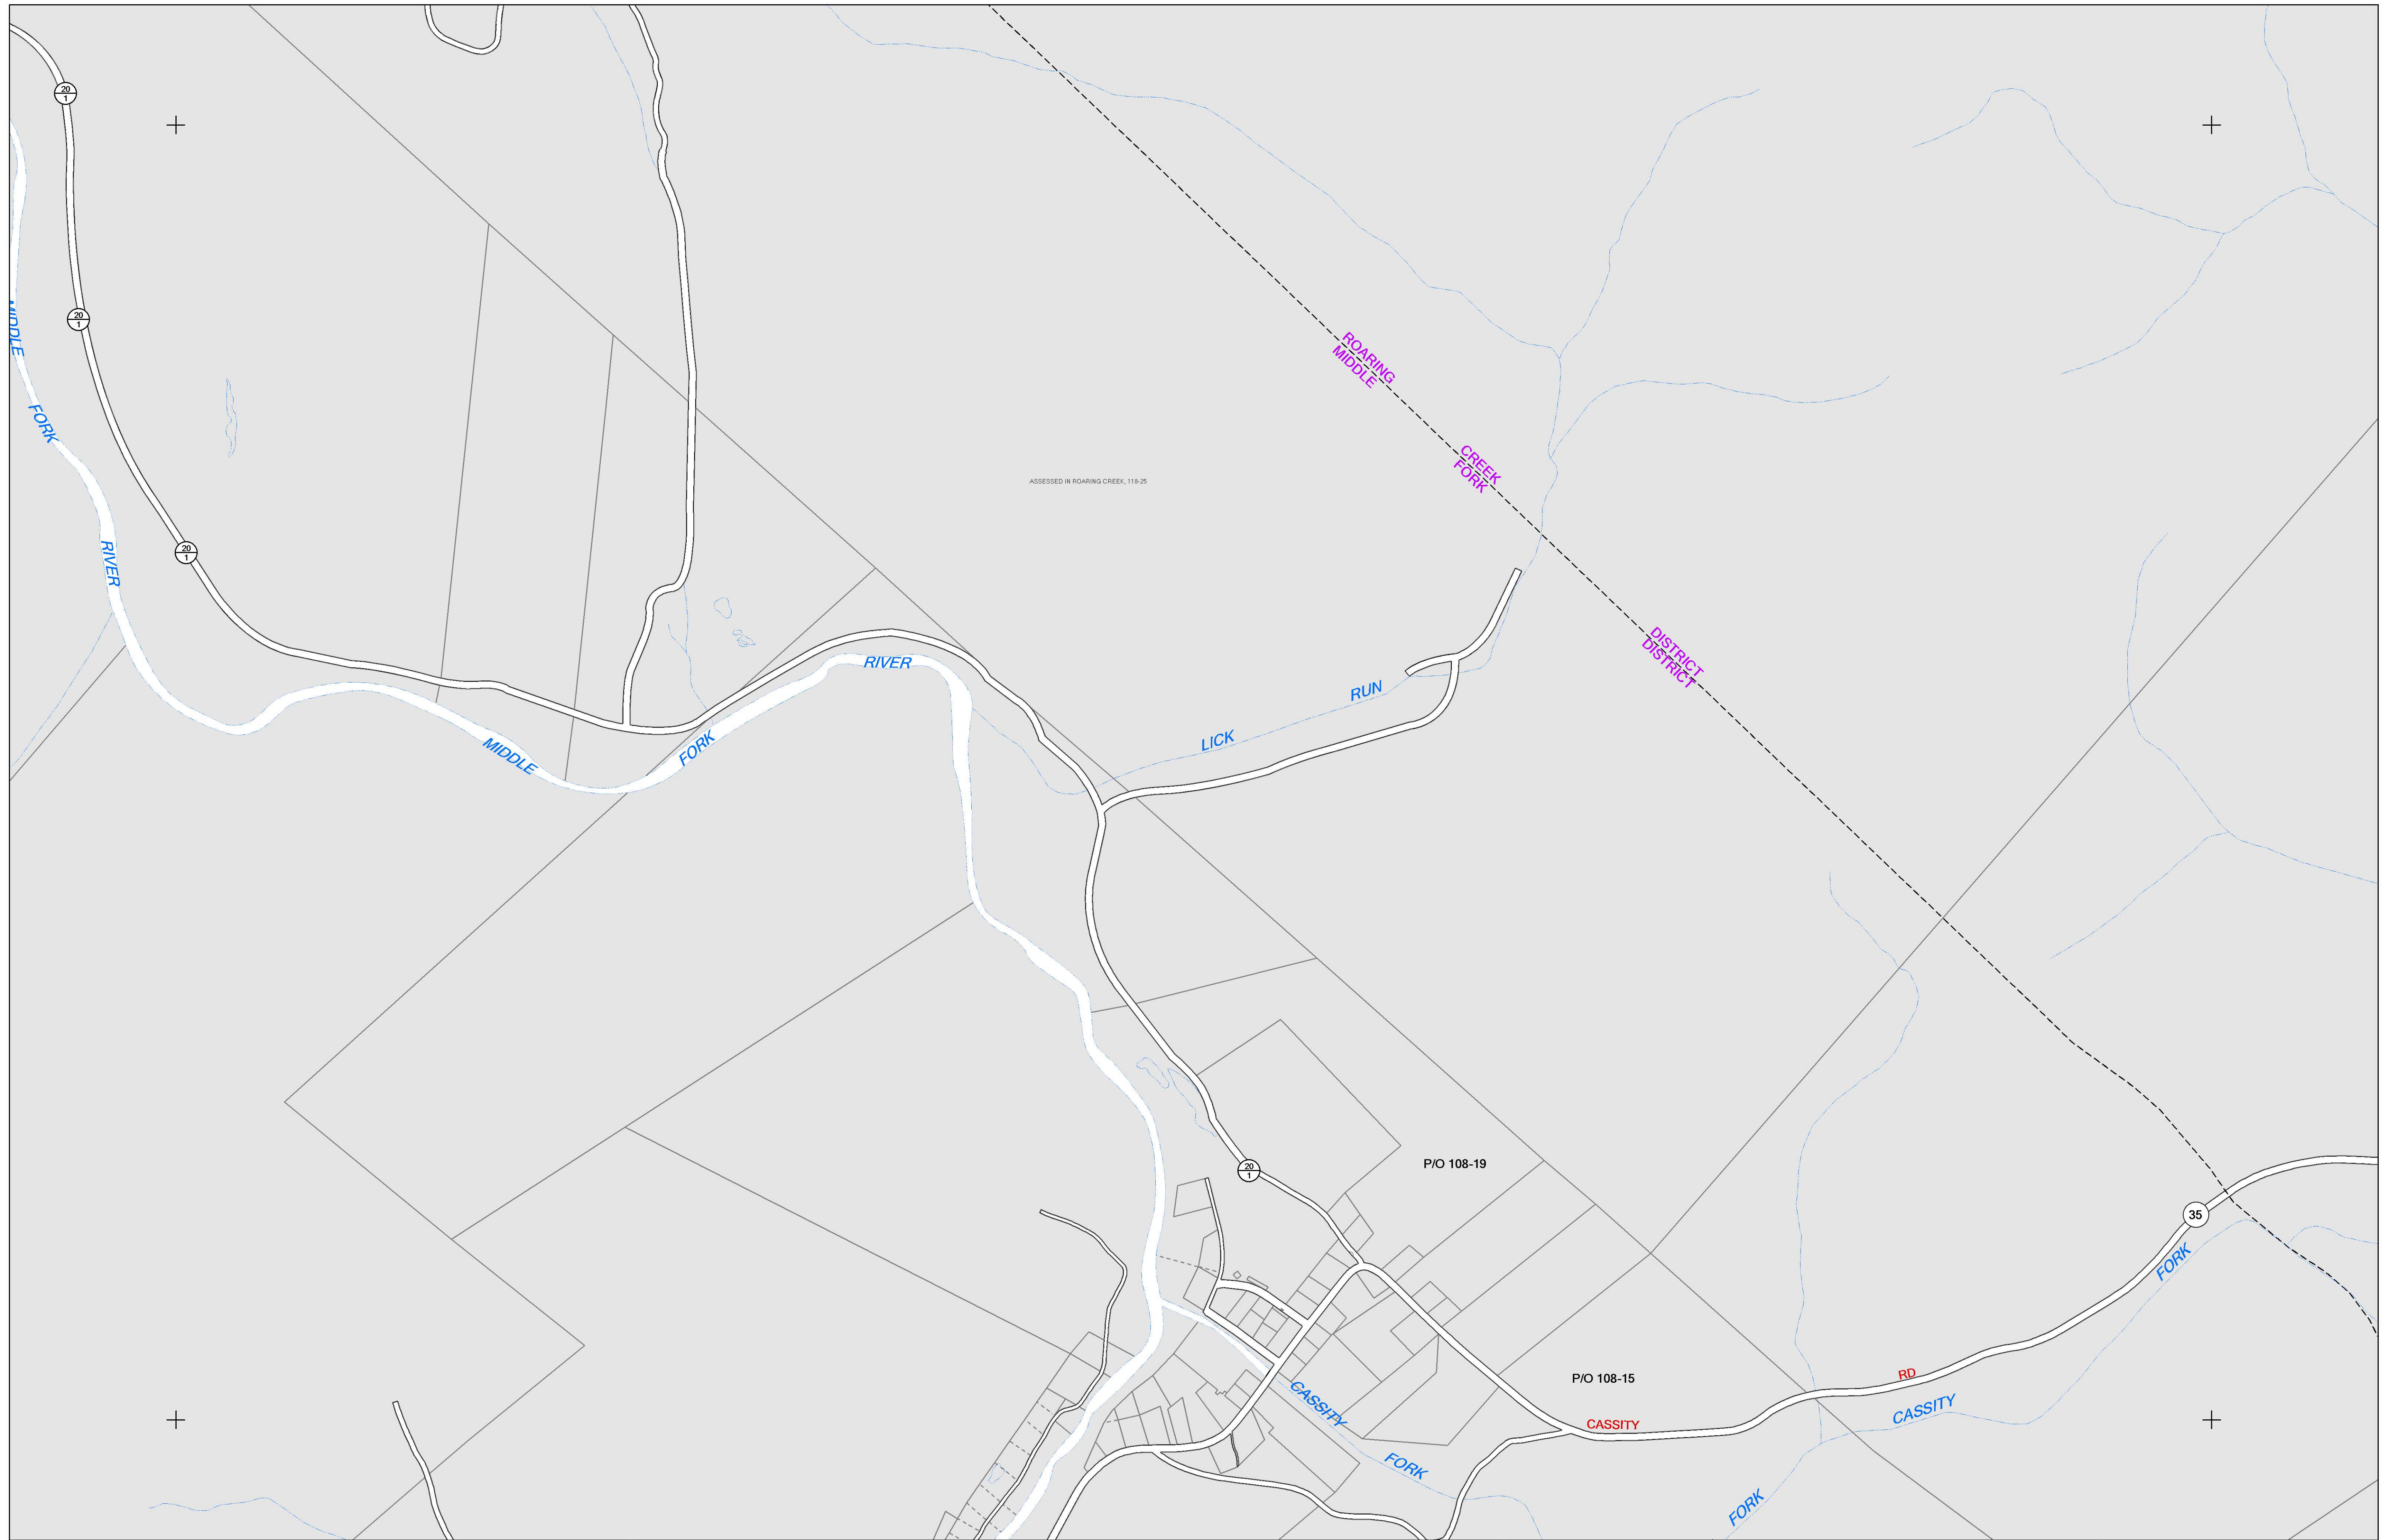 20
1
20
1
MIDDLE
FORK
RIVER
20
1
ROARING CREEK DISTRICT
MIDDLE FORK DISTRICT
ASSESSED IN ROARING CREEK, 118-25
MIDDLE FORK RIVER
LICK RUN
20
1
P/O 108-19
35
FORK
P/O 108-15
CASSITY RD
CASSITY
CASSITY FORK
FORK